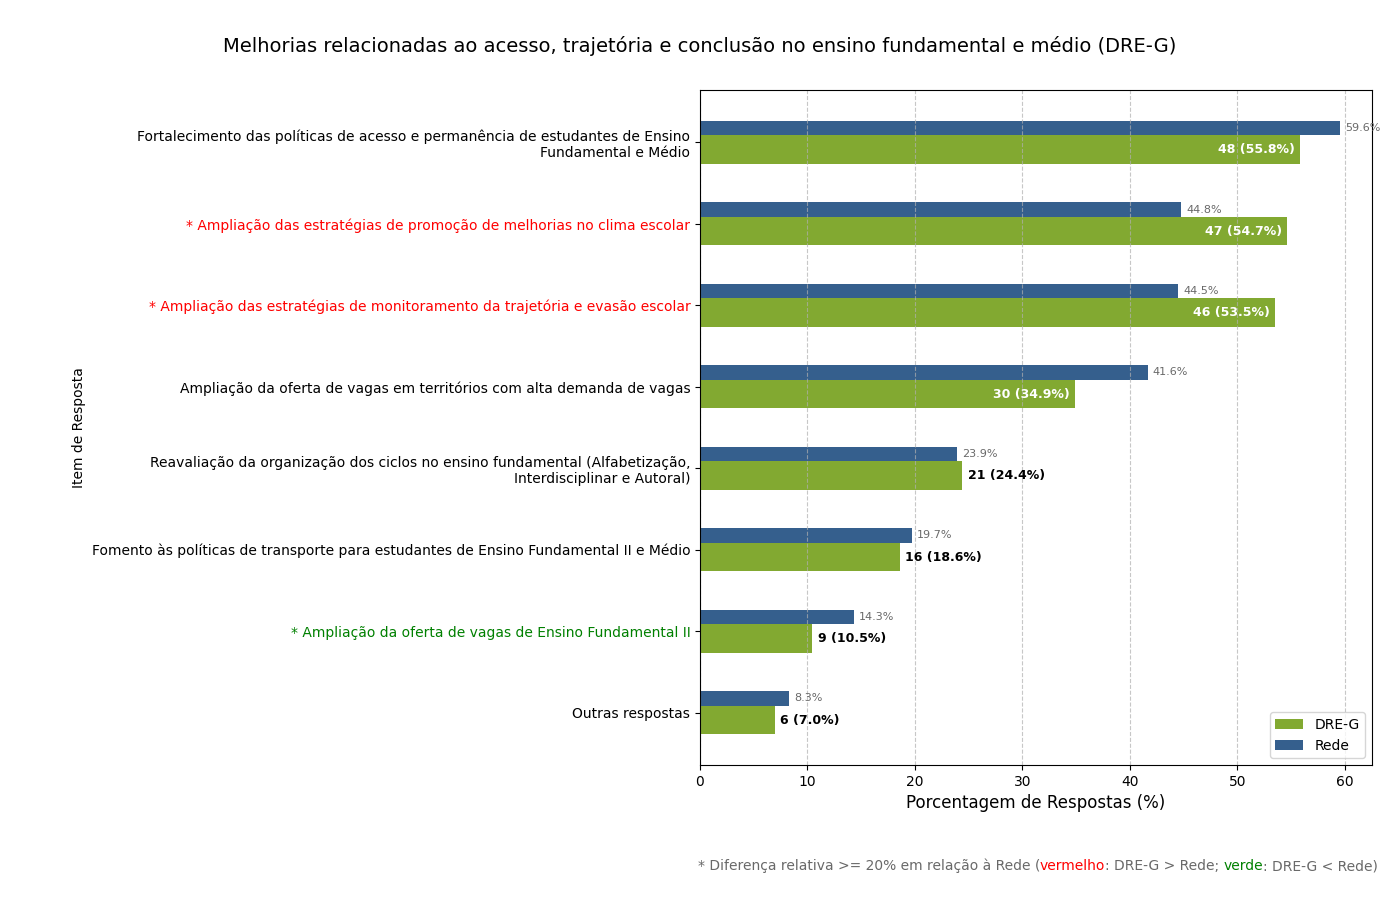 Melhorias relacionadas ao acesso, trajetória e conclusão no ensino fundamental e médio (DRE-G)
Item de Resposta
Fortalecimento das políticas de acesso e permanência de estudantes de Ensino
Fundamental e Médio
59.6%
48 (55.8%)
* Ampliação das estratégias de promoção de melhorias no clima escolar
44.8%
47 (54.7%)
* Ampliação das estratégias de monitoramento da trajetória e evasão escolar
44.5%
46 (53.5%)
Ampliação da oferta de vagas em territórios com alta demanda de vagas
41.6%
30 (34.9%)
Reavaliação da organização dos ciclos no ensino fundamental (Alfabetização,
Interdisciplinar e Autoral)
23.9%
21 (24.4%)
Fomento às políticas de transporte para estudantes de Ensino Fundamental II e Médio
19.7%
16 (18.6%)
* Ampliação da oferta de vagas de Ensino Fundamental II
14.3%
9 (10.5%)
Outras respostas
8.3%
6 (7.0%)
DRE-G
Rede
0 10 20 30 40 50 60
Porcentagem de Respostas (%)
* Diferença relativa >= 20% em relação à Rede (vermelho: DRE-G > Rede; verde: DRE-G < Rede)